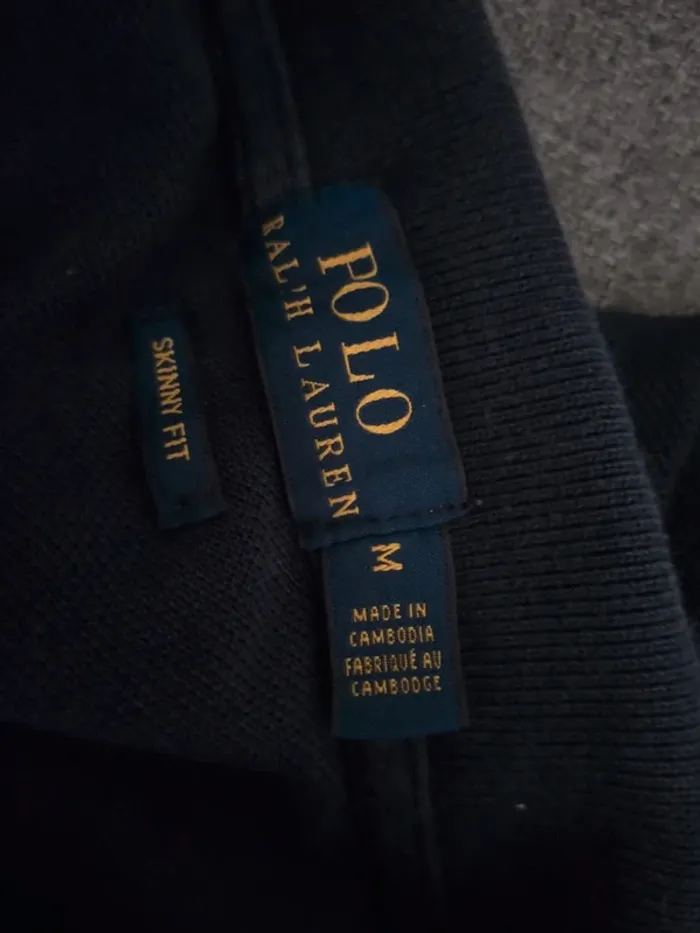 POLO
RALPH LAUREN
SKINNY FIT
M
MADE IN
CAMBODIA
FABRIQUÉ AU
CAMBODGE